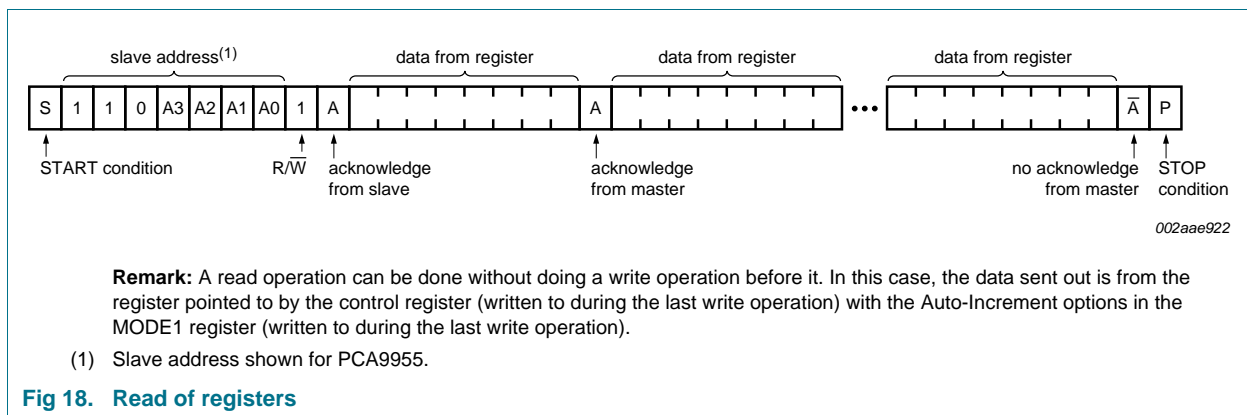 slave address(1) data from register data from register data from register
S 1 1 0 A3 A2 A1 A0 1 A A A P
START condition R/W acknowledge from slave acknowledge from master no acknowledge from master STOP condition
002aae922
Remark: A read operation can be done without doing a write operation before it. In this case, the data sent out is from the
register pointed to by the control register (written to during the last write operation) with the Auto-Increment options in the
MODE1 register (written to during the last write operation).
(1) Slave address shown for PCA9955.
Fig 18. Read of registers